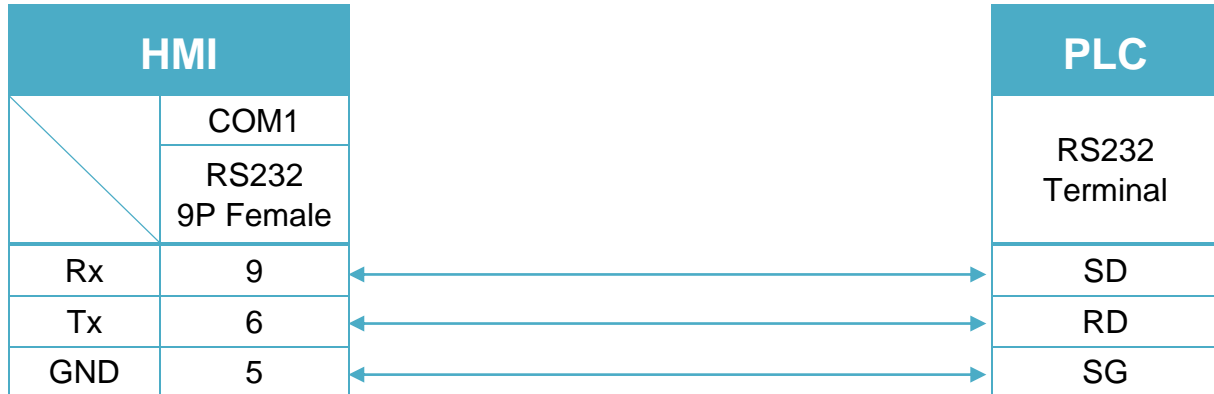 HMI
PLC
COM1
RS232
9P Female
RS232
Terminal
Rx 9 SD
Tx 6 RD
GND 5 SG